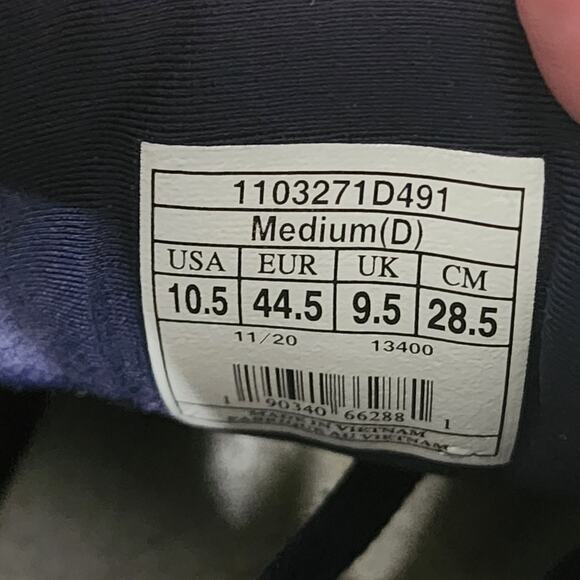 1103271D491
Medium(D)
USA EUR UK CM
10.5 44.5 9.5 28.5
11/20 13400
1 90340 66288 1
MADE IN VIETNAM
FABRIQUÉ AU VIETNAM